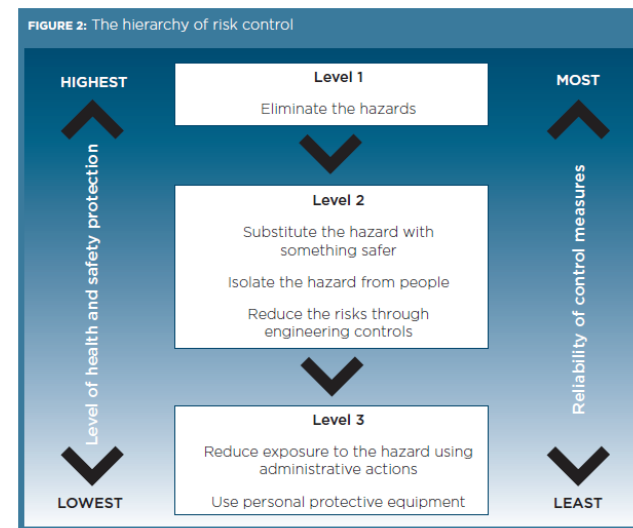 FIGURE 2: The hierarchy of risk control
HIGHEST
Level 1
Eliminate the hazards
MOST
Level of health and safety protection
Level 2
Substitute the hazard with
something safer
Isolate the hazard from people
Reduce the risks through
engineering controls
Reliability of control measures
Level 3
Reduce exposure to the hazard using
administrative actions
Use personal protective equipment
LOWEST
LEAST